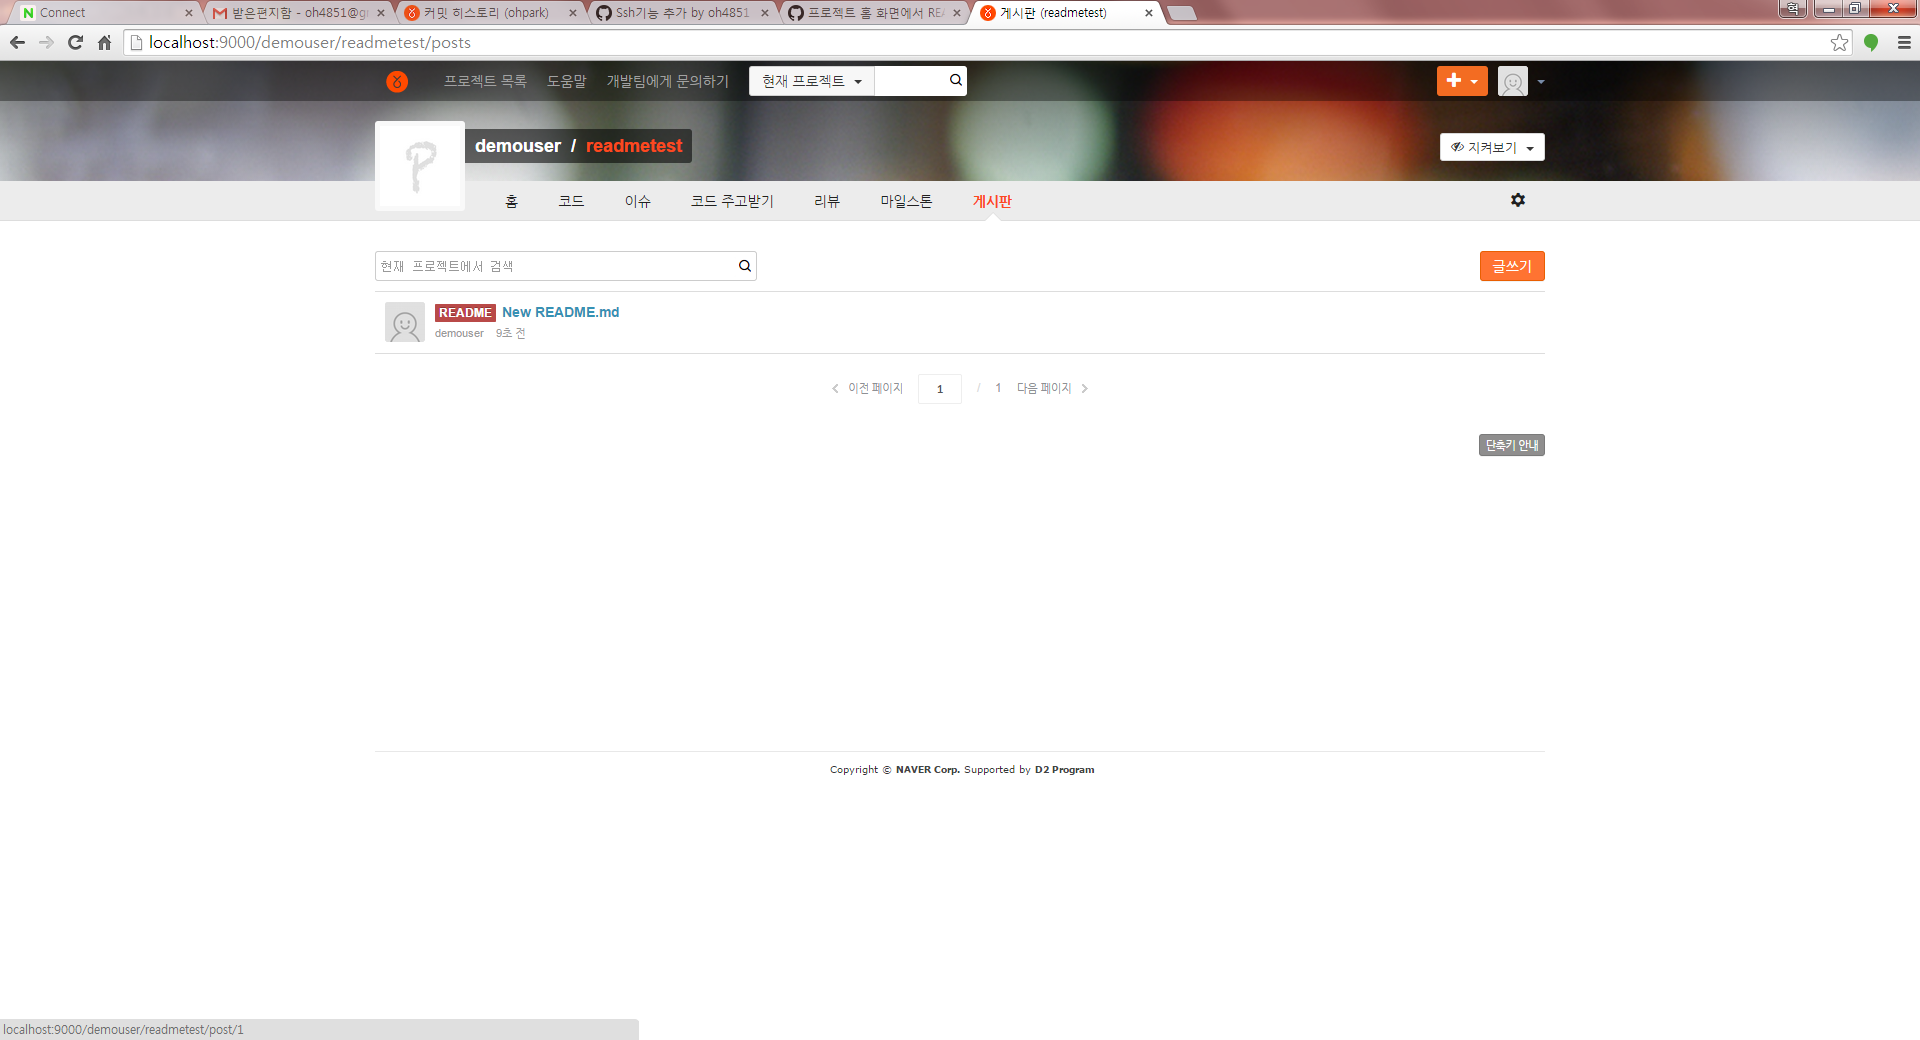 Connect
받은편지함 - oh4851@g
커밋 히스토리 (ohpark)
Ssh기능 추가 by oh4851
프로젝트 홈 화면에서 REA
게시판 (readmetest)
혁
localhost:9000/demouser/readmetest/posts
프로젝트 목록 도움말 개발팀에게 문의하기 현재 프로젝트
demouser / readmetest
지켜보기
홈 코드 이슈 코드 주고받기 리뷰 마일스톤 게시판
현재 프로젝트에서 검색
글쓰기
README New README.md
demouser 9초 전
이전 페이지 1 / 1 다음 페이지
단축키 안내
Copyright © NAVER Corp. Supported by D2 Program
localhost:9000/demouser/readmetest/post/1